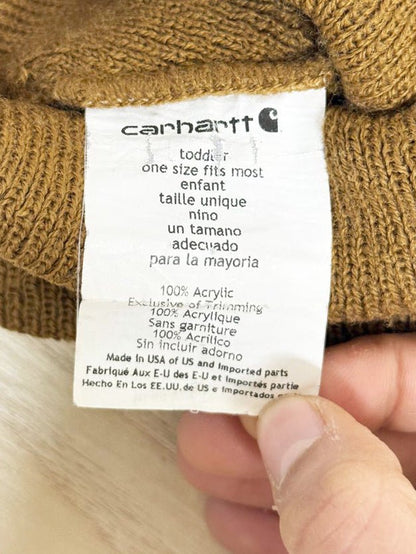 carhartt
toddler
one size fits most
enfant
taille unique
nino
un tamano
adecuado
para la mayoria
100% Acrylic
Exclusive of Trimming
100% Acrylique
Sans garniture
100% Acrilico
Sin incluir adorno
Made In USA of US and Imported parts
Fabriqué Aux E-U des E-U et Importés partie
Hecho En Los EE.UU. de US e Importados